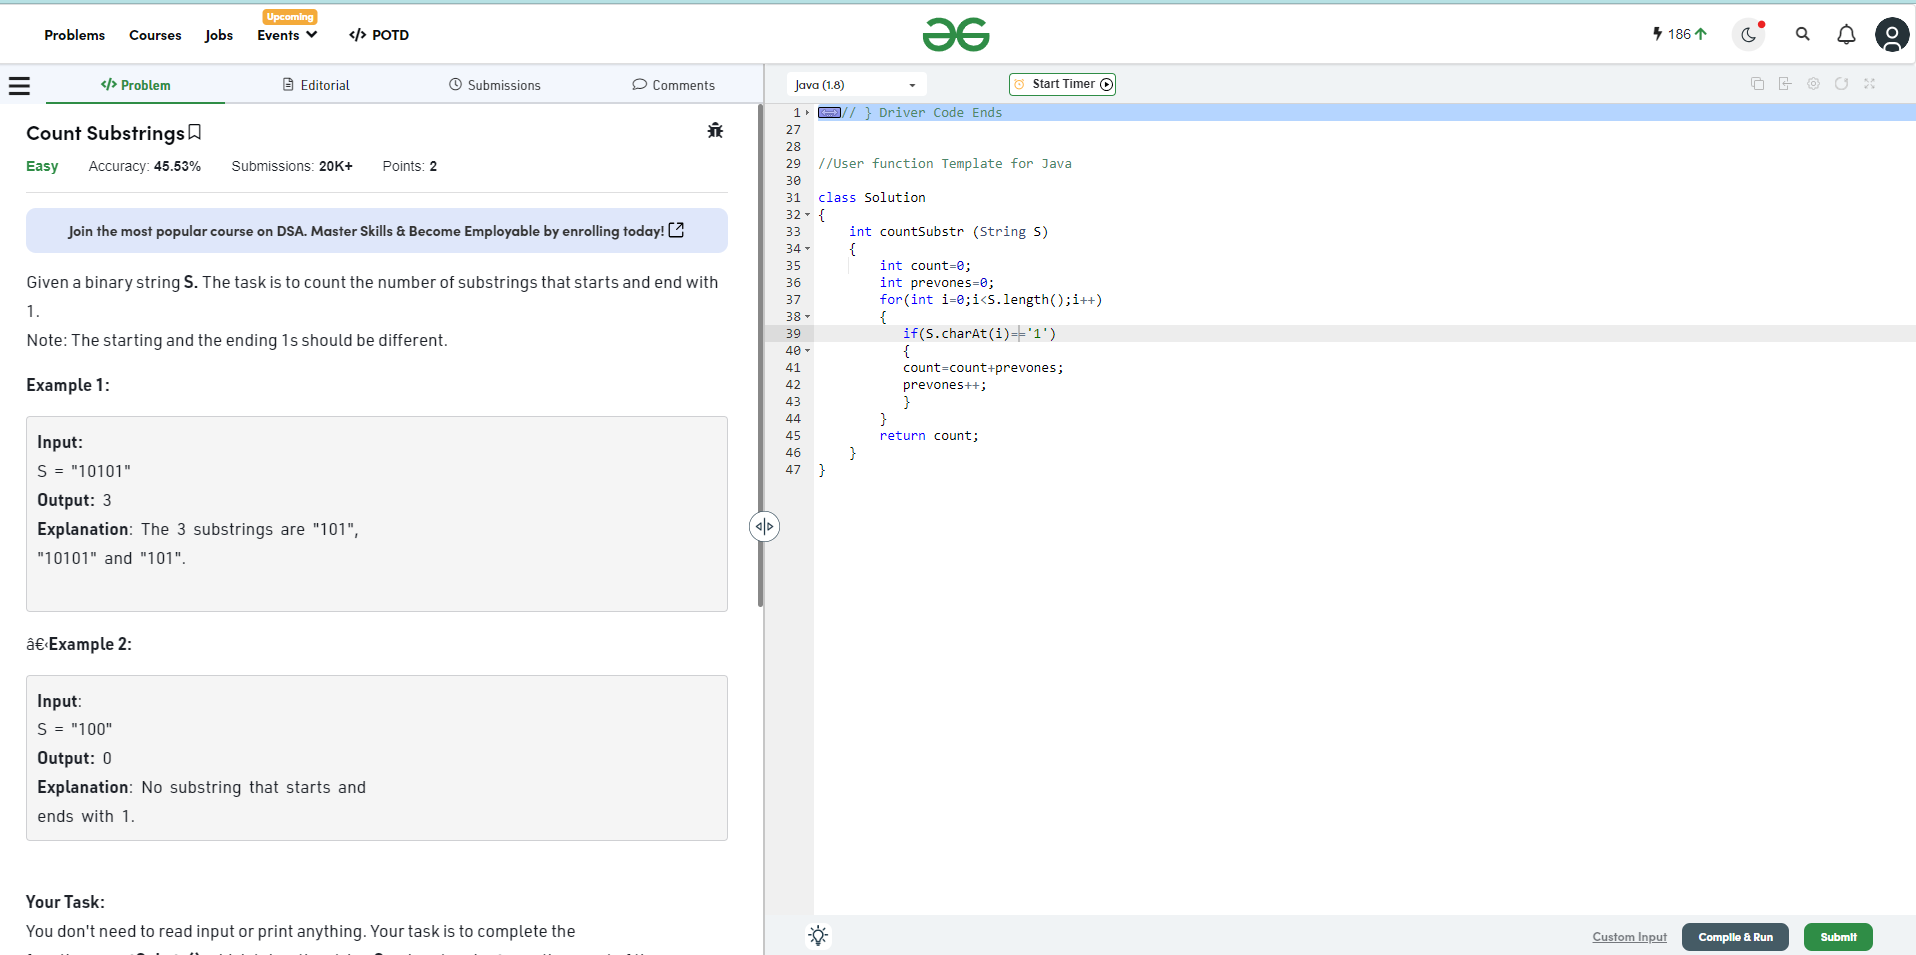 Upcoming
Problems Courses Jobs Events </> POTD
186
</> Problem Editorial Submissions Comments
Java (1.8) Start Timer
Count Substrings
Easy Accuracy: 45.53% Submissions: 20K+ Points: 2
Join the most popular course on DSA. Master Skills & Become Employable by enrolling today!
Given a binary string S. The task is to count the number of substrings that starts and end with
1.
Note: The starting and the ending 1s should be different.
Example 1:
Input:
S = "10101"
Output: 3
Explanation: The 3 substrings are "101",
"10101" and "101".
â€‹Example 2:
Input:
S = "100"
Output: 0
Explanation: No substring that starts and
ends with 1.
Your Task:
You don't need to read input or print anything. Your task is to complete the
1 // } Driver Code Ends
27
28
29 //User function Template for Java
30
31 class Solution
32 {
33 int countSubstr (String S)
34 {
35 int count=0;
36 int prevones=0;
37 for(int i=0;i<S.length();i++)
38 {
39 if(S.charAt(i)=='1')
40 {
41 count=count+prevones;
42 prevones++;
43 }
44 }
45 return count;
46 }
47 }
Custom Input Compile & Run Submit